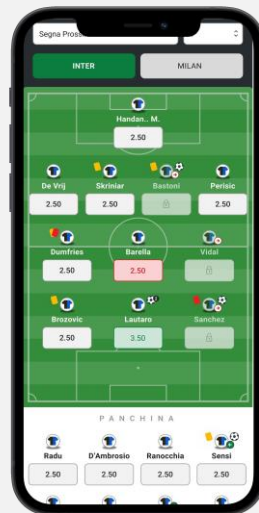 Segna Pross
INTER
MILAN
Handan.. M.
2.50
De Vrij
Skriniar
Bastoni
Perisic
2.50
2.50
2.50
Dumfries
Barella
Vidal
2.50
2.50
Brozovic
Lautaro
Sanchez
2.50
3.50
PANCHINA
Radu
D'Ambrosio
Ranocchia
Sensi
2.50
2.50
2.50
2.50